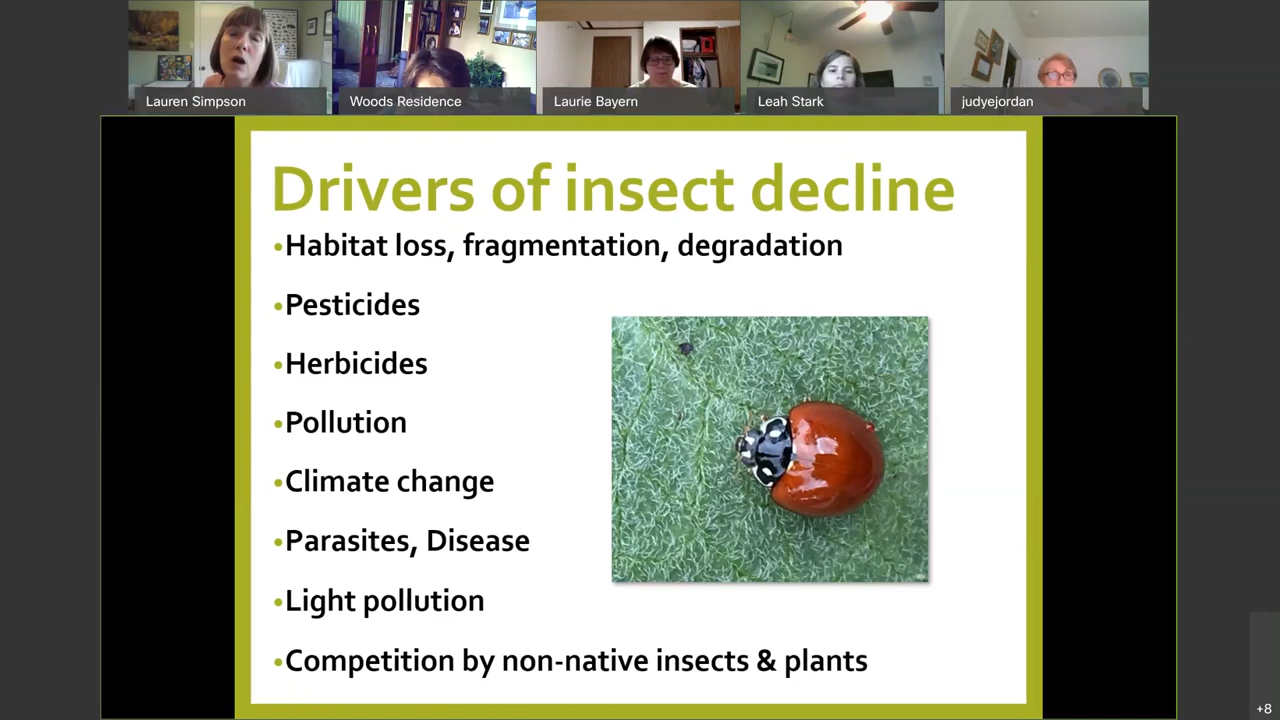 Lauren Simpson
Woods Residence
Laurie Bayern
Leah Stark
judyejordan
Drivers of insect decline
•Habitat loss, fragmentation, degradation
•Pesticides
•Herbicides
•Pollution
•Climate change
•Parasites, Disease
•Light pollution
•Competition by non-native insects & plants
+8